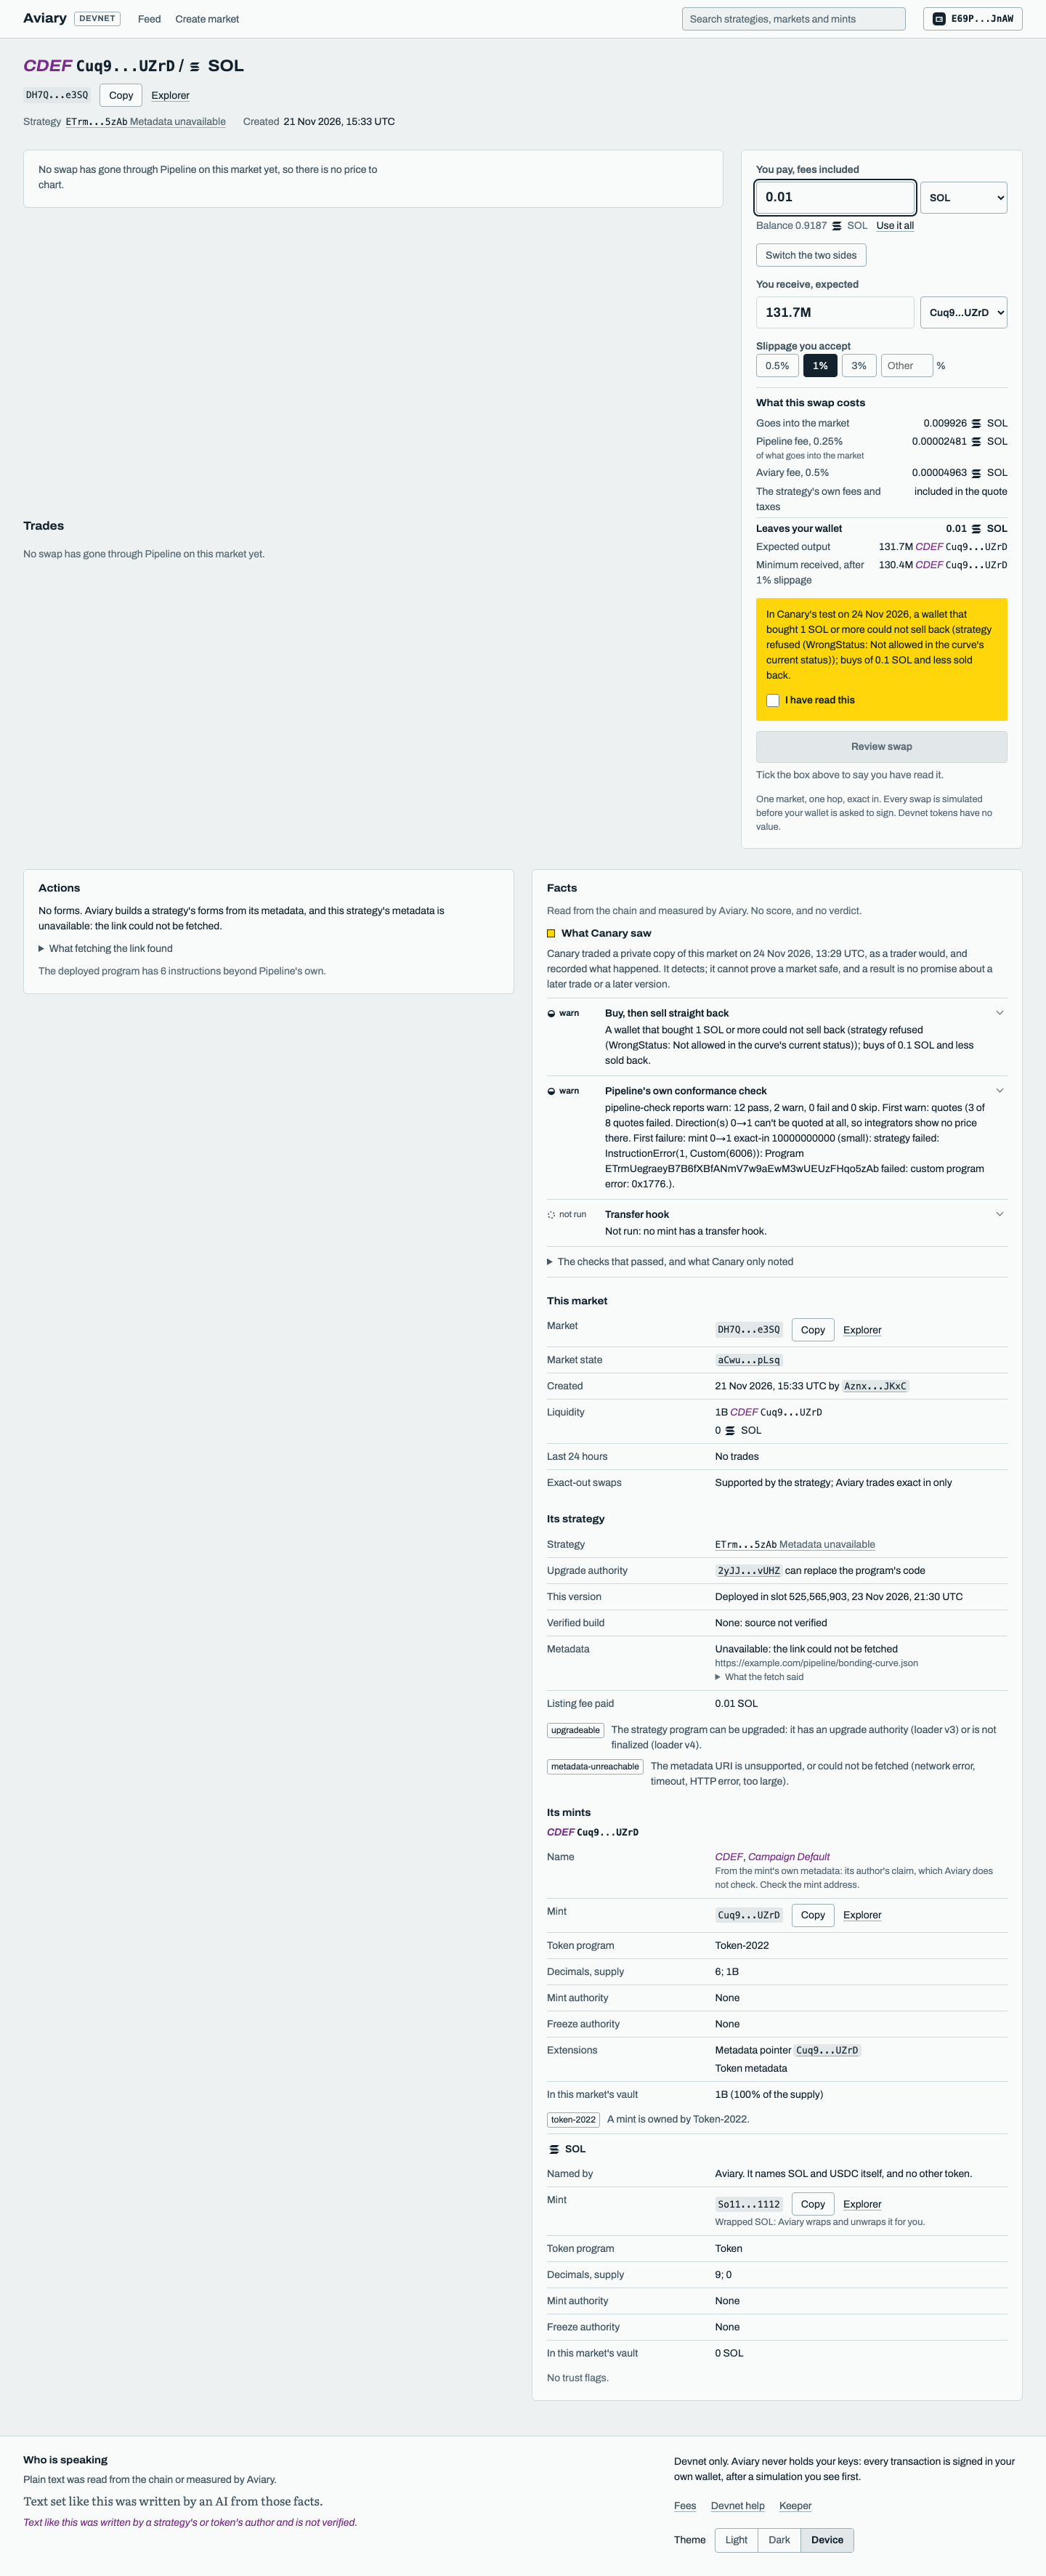 Aviary DEVNET Feed Create market Search strategies, markets and mints E69P...JnAW
CDEF Cuq9...UZrD / SOL
DH7Q...e3SQ Copy Explorer
Strategy ETrm...5zAb Metadata unavailable Created 21 Nov 2026, 15:33 UTC
No swap has gone through Pipeline on this market yet, so there is no price to
chart.
Trades
No swap has gone through Pipeline on this market yet.
You pay, fees included
0.01 SOL
Balance 0.9187 SOL Use it all
Switch the two sides
You receive, expected
131.7M Cuq9...UZrD
Slippage you accept
0.5% 1% 3% Other %
What this swap costs
Goes into the market 0.009926 SOL
Pipeline fee, 0.25% 0.00002481 SOL
of what goes into the market
Aviary fee, 0.5% 0.00004963 SOL
The strategy's own fees and included in the quote
taxes
Leaves your wallet 0.01 SOL
Expected output 131.7M CDEF Cuq9...UZrD
Minimum received, after 130.4M CDEF Cuq9...UZrD
1% slippage
In Canary's test on 24 Nov 2026, a wallet that
bought 1 SOL or more could not sell back (strategy
refused (WrongStatus: Not allowed in the curve's
current status)); buys of 0.1 SOL and less sold
back.
I have read this
Review swap
Tick the box above to say you have read it.
One market, one hop, exact in. Every swap is simulated
before your wallet is asked to sign. Devnet tokens have no
value.
Actions
No forms. Aviary builds a strategy's forms from its metadata, and this strategy's metadata is
unavailable: the link could not be fetched.
What fetching the link found
The deployed program has 6 instructions beyond Pipeline's own.
Facts
Read from the chain and measured by Aviary. No score, and no verdict.
What Canary saw
Canary traded a private copy of this market on 24 Nov 2026, 13:29 UTC, as a trader would, and
recorded what happened. It detects; it cannot prove a market safe, and a result is no promise about a
later trade or a later version.
warn Buy, then sell straight back
A wallet that bought 1 SOL or more could not sell back (strategy refused
(WrongStatus: Not allowed in the curve's current status)); buys of 0.1 SOL and less
sold back.
warn Pipeline's own conformance check
pipeline-check reports warn: 12 pass, 2 warn, 0 fail and 0 skip. First warn: quotes (3 of
8 quotes failed. Direction(s) 0→1 can't be quoted at all, so integrators show no price
there. First failure: mint 0→1 exact-in 10000000000 (small): strategy failed:
InstructionError(1, Custom(6006)): Program
ETrmUegraeyB7B6fXBfANmV7w9aEwM3wUEUzFHqo5zAb failed: custom program
error: 0x1776.).
not run Transfer hook
Not run: no mint has a transfer hook.
The checks that passed, and what Canary only noted
This market
Market DH7Q...e3SQ Copy Explorer
Market state aCwu...pLsq
Created 21 Nov 2026, 15:33 UTC by Aznx...JKxC
Liquidity 1B CDEF Cuq9...UZrD
0 SOL
Last 24 hours No trades
Exact-out swaps Supported by the strategy; Aviary trades exact in only
Its strategy
Strategy ETrm...5zAb Metadata unavailable
Upgrade authority 2yJJ...vUHZ can replace the program's code
This version Deployed in slot 525,565,903, 23 Nov 2026, 21:30 UTC
Verified build None: source not verified
Metadata Unavailable: the link could not be fetched
https://example.com/pipeline/bonding-curve.json
What the fetch said
Listing fee paid 0.01 SOL
upgradeable The strategy program can be upgraded: it has an upgrade authority (loader v3) or is not
finalized (loader v4).
metadata-unreachable The metadata URI is unsupported, or could not be fetched (network error,
timeout, HTTP error, too large).
Its mints
CDEF Cuq9...UZrD
Name CDEF, Campaign Default
From the mint's own metadata: its author's claim, which Aviary does
not check. Check the mint address.
Mint Cuq9...UZrD Copy Explorer
Token program Token-2022
Decimals, supply 6; 1B
Mint authority None
Freeze authority None
Extensions Metadata pointer Cuq9...UZrD
Token metadata
In this market's vault 1B (100% of the supply)
token-2022 A mint is owned by Token-2022.
SOL
Named by Aviary. It names SOL and USDC itself, and no other token.
Mint So11...1112 Copy Explorer
Wrapped SOL: Aviary wraps and unwraps it for you.
Token program Token
Decimals, supply 9; 0
Mint authority None
Freeze authority None
In this market's vault 0 SOL
No trust flags.
Who is speaking
Plain text was read from the chain or measured by Aviary.
Text set like this was written by an AI from those facts.
Text like this was written by a strategy's or token's author and is not verified.
Devnet only. Aviary never holds your keys: every transaction is signed in your
own wallet, after a simulation you see first.
Fees Devnet help Keeper
Theme Light Dark Device